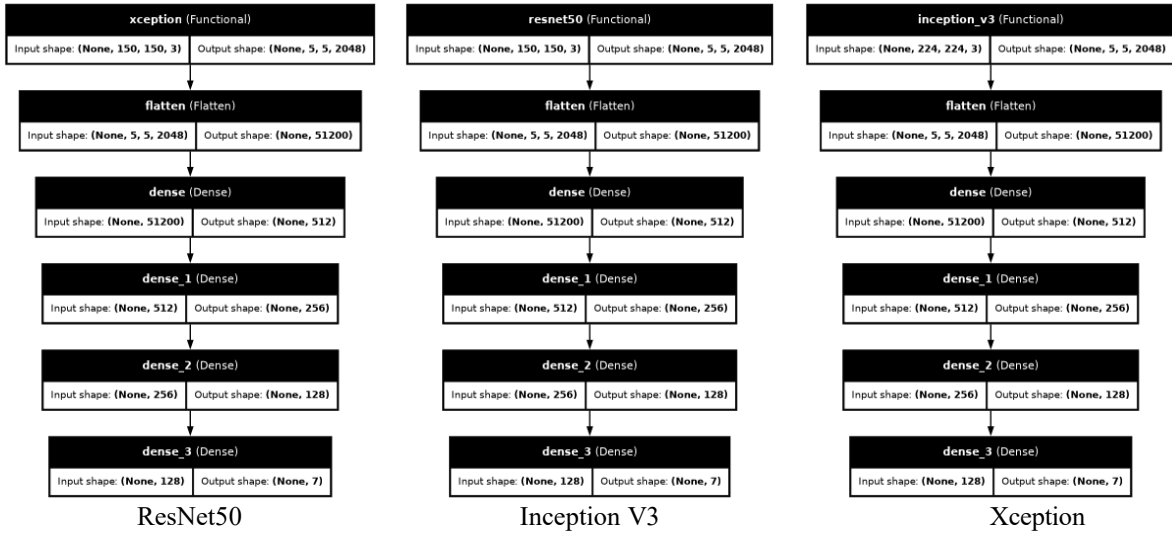 xception (Functional)
Input shape: (None, 150, 150, 3) Output shape: (None, 5, 5, 2048)
flatten (Flatten)
Input shape: (None, 5, 5, 2048) Output shape: (None, 51200)
dense (Dense)
Input shape: (None, 51200) Output shape: (None, 512)
dense_1 (Dense)
Input shape: (None, 512) Output shape: (None, 256)
dense_2 (Dense)
Input shape: (None, 256) Output shape: (None, 128)
dense_3 (Dense)
Input shape: (None, 128) Output shape: (None, 7)
ResNet50
resnet50 (Functional)
Input shape: (None, 150, 150, 3) Output shape: (None, 5, 5, 2048)
flatten (Flatten)
Input shape: (None, 5, 5, 2048) Output shape: (None, 51200)
dense (Dense)
Input shape: (None, 51200) Output shape: (None, 512)
dense_1 (Dense)
Input shape: (None, 512) Output shape: (None, 256)
dense_2 (Dense)
Input shape: (None, 256) Output shape: (None, 128)
dense_3 (Dense)
Input shape: (None, 128) Output shape: (None, 7)
Inception V3
inception_v3 (Functional)
Input shape: (None, 224, 224, 3) Output shape: (None, 5, 5, 2048)
flatten (Flatten)
Input shape: (None, 5, 5, 2048) Output shape: (None, 51200)
dense (Dense)
Input shape: (None, 51200) Output shape: (None, 512)
dense_1 (Dense)
Input shape: (None, 512) Output shape: (None, 256)
dense_2 (Dense)
Input shape: (None, 256) Output shape: (None, 128)
dense_3 (Dense)
Input shape: (None, 128) Output shape: (None, 7)
Xception